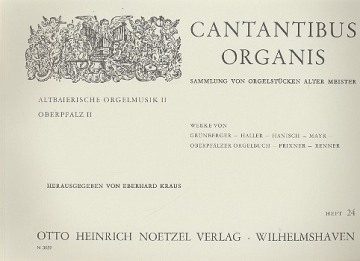 CANTANTIBUS
ORGANIS
SAMMLUNG VON ORGELSTÜCKEN ALTER MEISTER
ALTBAIERISCHE ORGELMUSIK II
OBERPFALZ II
WERKE VON
GRÜNBERGER – HALLER – HANISCH – MAYR –
OBERPFÄLZER ORGELBUCH – PRIXNER – RENNER
HERAUSGEGEBEN VON EBERHARD KRAUS
HEFT 24
OTTO HEINRICH NOETZEL VERLAG · WILHELMSHAVEN